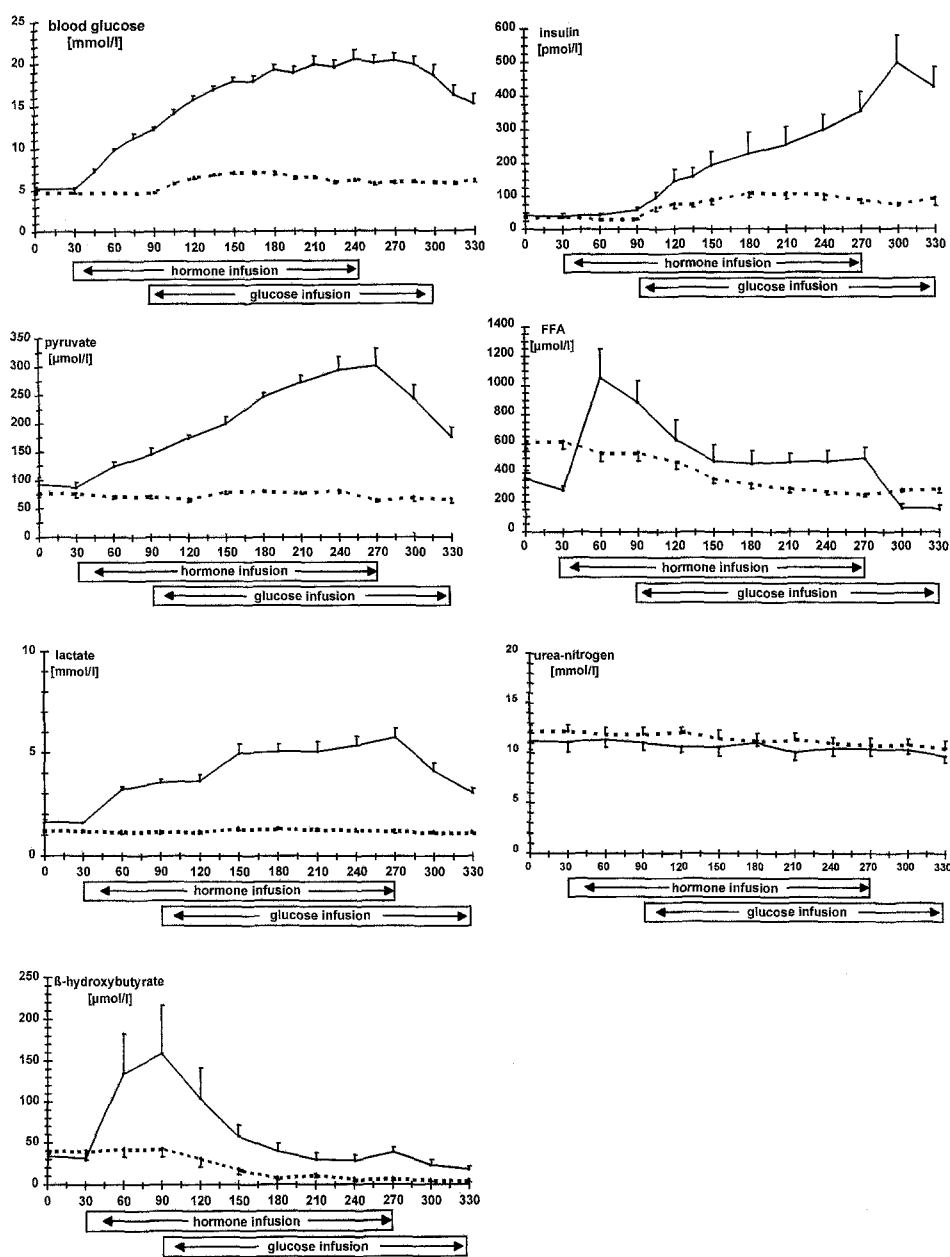 blood glucose
[mmol/l]
25
20
15
10
5
0
0 30 60 90 120 150 180 210 240 270 300 330
hormone infusion
glucose infusion
insulin
[pmol/l]
600
500
400
300
200
100
0
0 30 60 90 120 150 180 210 240 270 300 330
hormone infusion
glucose infusion
pyruvate
[µmol/l]
350
300
250
200
150
100
50
0
0 30 60 90 120 150 180 210 240 270 300 330
hormone infusion
glucose infusion
FFA
[µmol/l]
1400
1200
1000
800
600
400
200
0
0 30 60 90 120 150 180 210 240 270 300 330
hormone infusion
glucose infusion
lactate
[mmol/l]
10
5
0
0 30 60 90 120 150 180 210 240 270 300 330
hormone infusion
glucose infusion
urea-nitrogen
[mmol/l]
20
15
10
5
0
0 30 60 90 120 150 180 210 240 270 300 330
hormone infusion
glucose infusion
ß-hydroxybutyrate
[µmol/l]
250
200
150
100
50
0
0 30 60 90 120 150 180 210 240 270 300 330
hormone infusion
glucose infusion